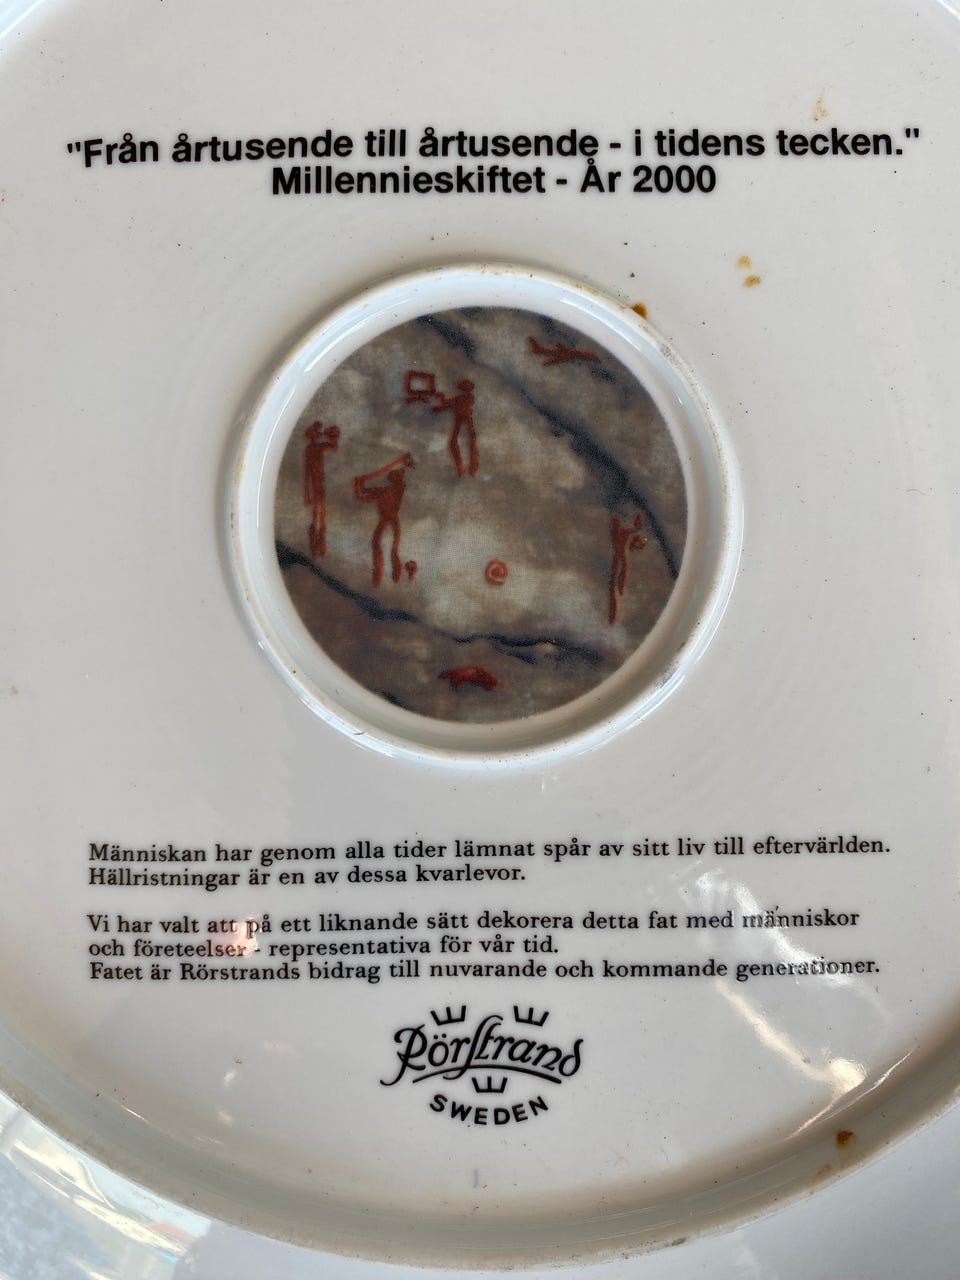 "Från årtusende till årtusende - i tidens tecken."
Millennieskiftet - År 2000
@
Människan har genom alla tider lämnat spår av sitt liv till eftervärlden.
Hällristningar är en av dessa kvarlevor.
Vi har valt att på ett liknande sätt dekorera detta fat med människor
och företeelser - representativa för vår tid.
Fatet är Rörstrands bidrag till nuvarande och kommande generationer.
Rörstrand
SWEDEN